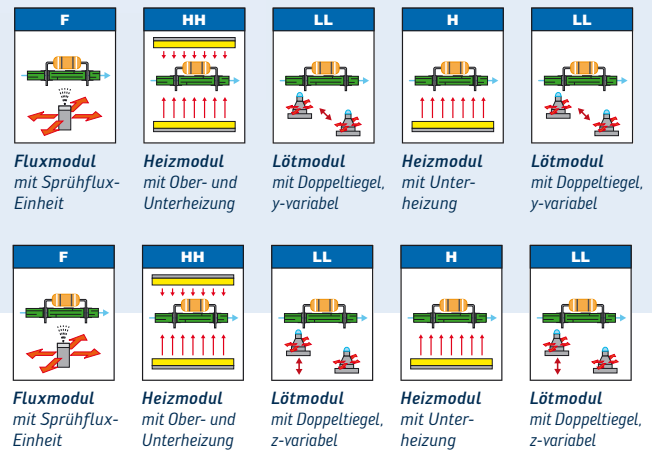 F
HH
LL
H
LL
Fluxmodul
mit Sprühflux-
Einheit
Heizmodul
mit Ober- und
Unterheizung
Lötmodul
mit Doppeltiegel,
y-variabel
Heizmodul
mit Unter-
heizung
Lötmodul
mit Doppeltiegel,
y-variabel
F
HH
LL
H
LL
Fluxmodul
mit Sprühflux-
Einheit
Heizmodul
mit Ober- und
Unterheizung
Lötmodul
mit Doppeltiegel,
z-variabel
Heizmodul
mit Unter-
heizung
Lötmodul
mit Doppeltiegel,
z-variabel